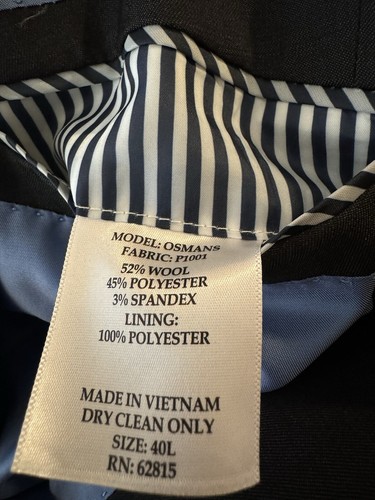 MODEL: OSMANS
FABRIC: P1001
52% WOOL
45% POLYESTER
3% SPANDEX
LINING:
100% POLYESTER
MADE IN VIETNAM
DRY CLEAN ONLY
SIZE: 40L
RN: 62815